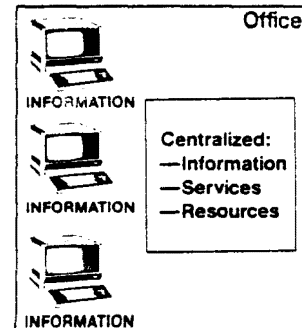 Office
INFORMATION
Centralized:
—Information
—Services
—Resources
INFORMATION
INFORMATION